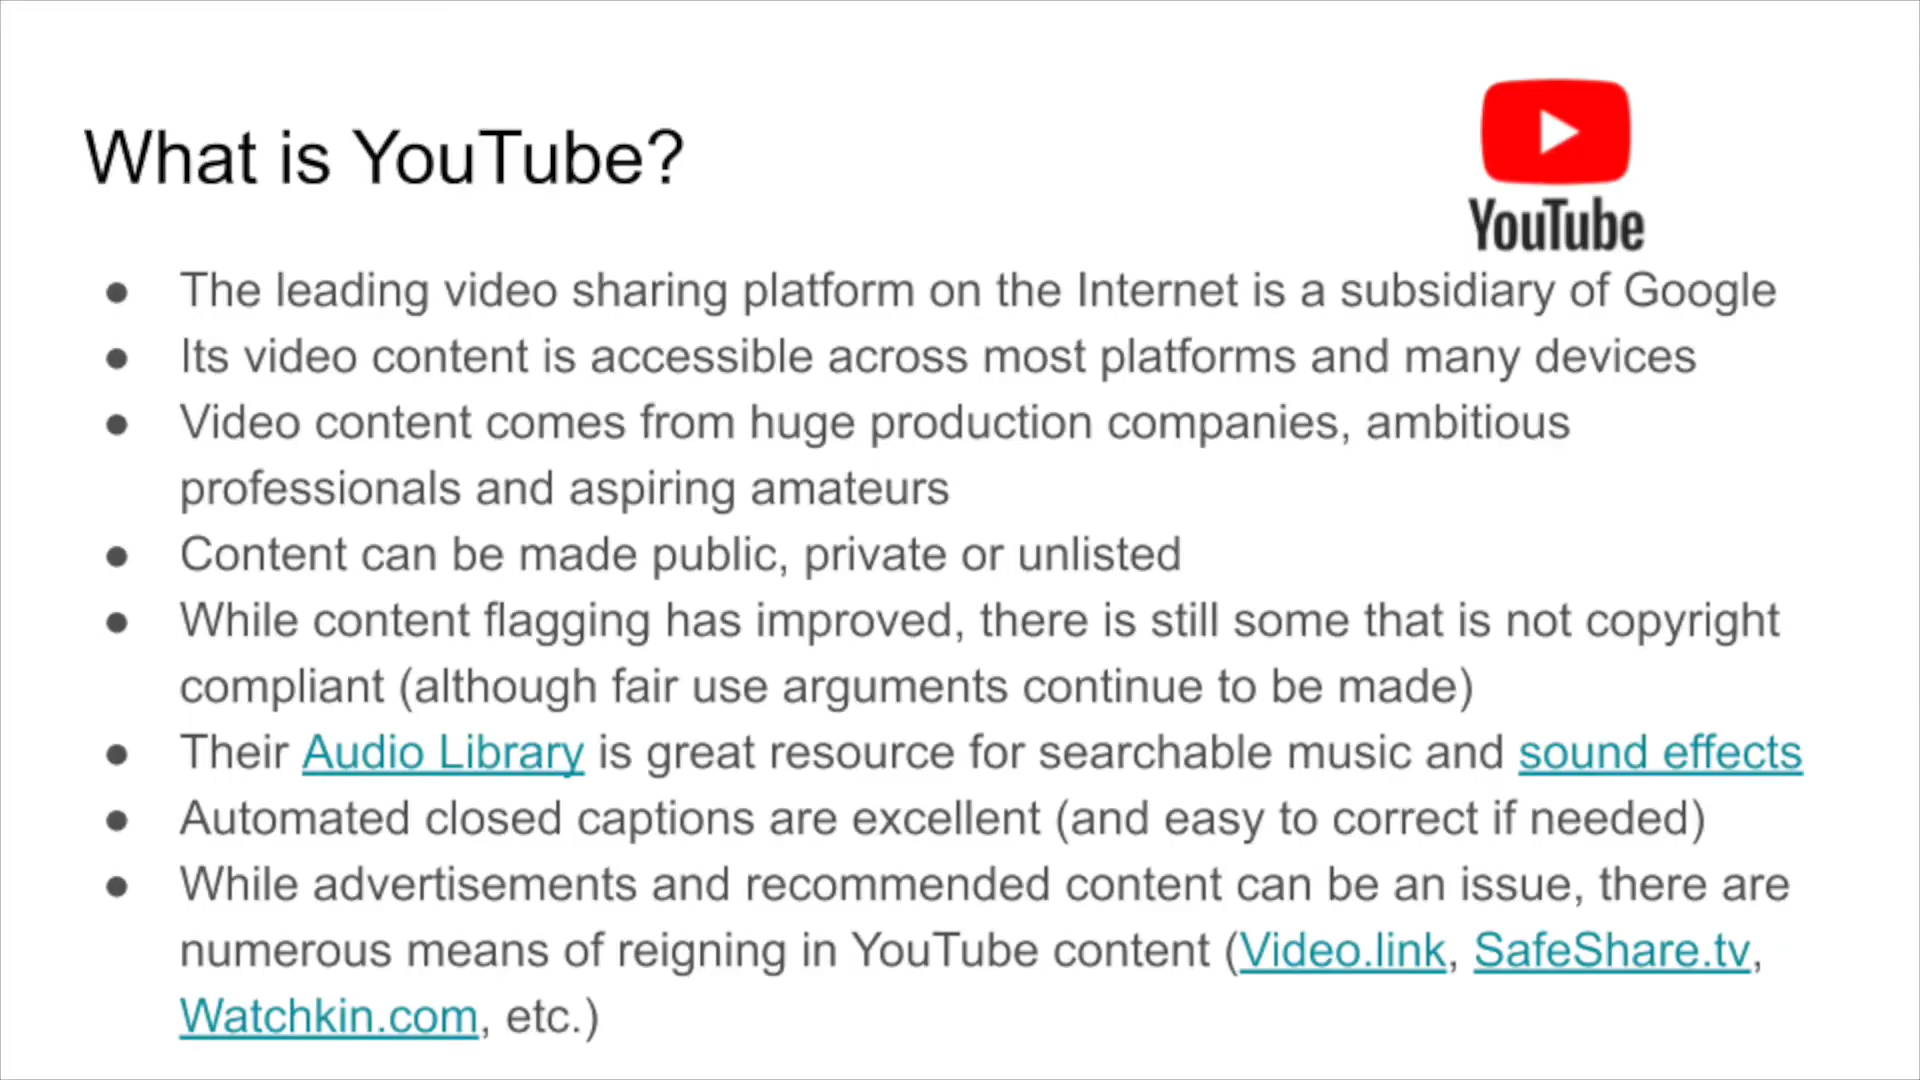 What is YouTube?
YouTube
● The leading video sharing platform on the Internet is a subsidiary of Google
● Its video content is accessible across most platforms and many devices
● Video content comes from huge production companies, ambitious
professionals and aspiring amateurs
● Content can be made public, private or unlisted
● While content flagging has improved, there is still some that is not copyright
compliant (although fair use arguments continue to be made)
● Their Audio Library is great resource for searchable music and sound effects
● Automated closed captions are excellent (and easy to correct if needed)
● While advertisements and recommended content can be an issue, there are
numerous means of reigning in YouTube content (Video.link, SafeShare.tv,
Watchkin.com, etc.)